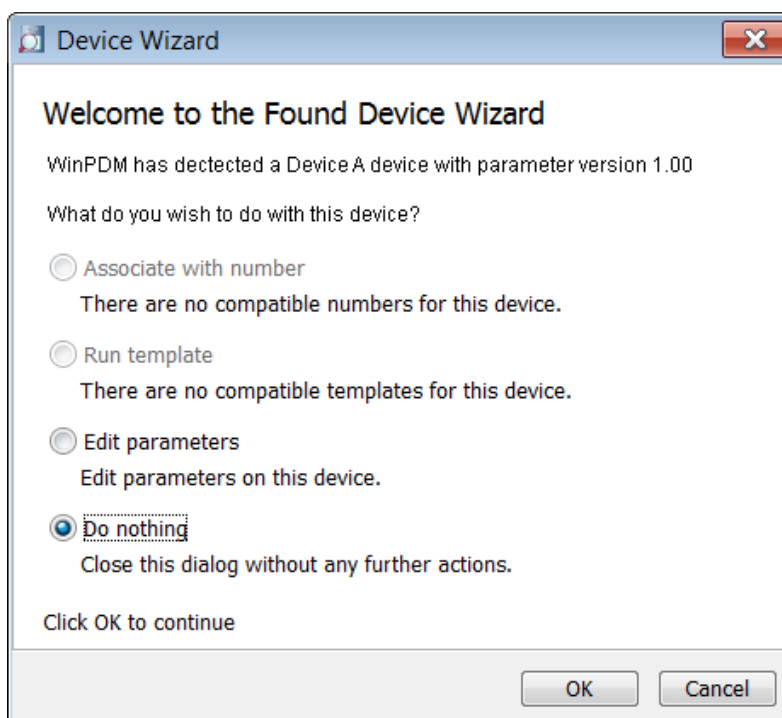 Device Wizard
Welcome to the Found Device Wizard
WinPDM has dectected a Device A device with parameter version 1.00
What do you wish to do with this device?
Associate with number
There are no compatible numbers for this device.
Run template
There are no compatible templates for this device.
Edit parameters
Edit parameters on this device.
Do nothing
Close this dialog without any further actions.
Click OK to continue
OK Cancel